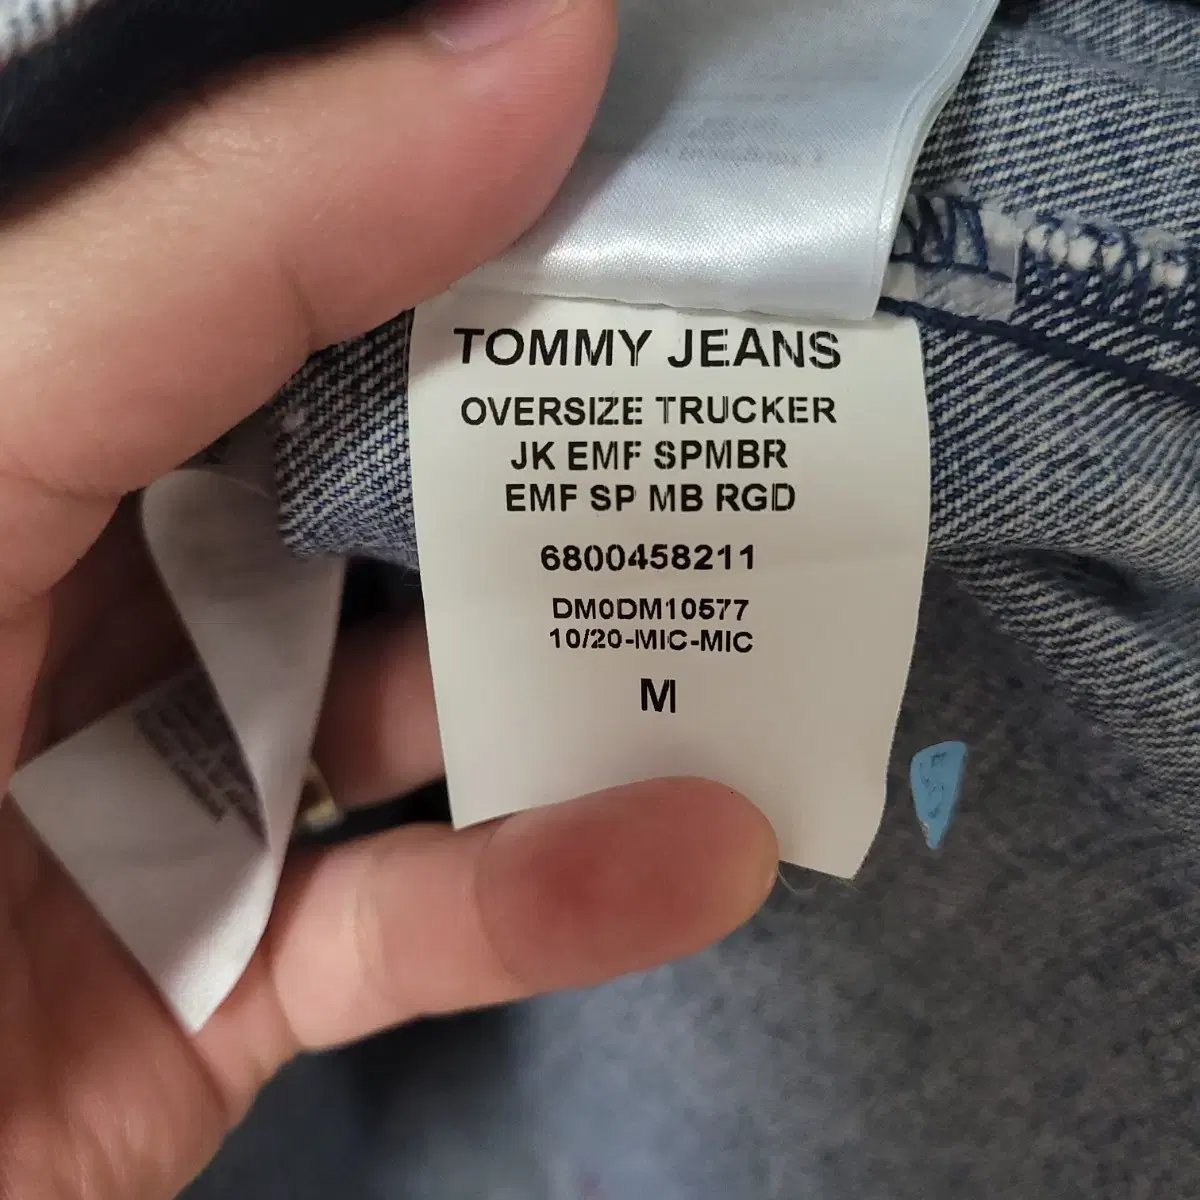 TOMMY JEANS
OVERSIZE TRUCKER
JK EMF SPMBR
EMF SP MB RGD
6800458211
DM0DM10577
10/20-MIC-MIC
M